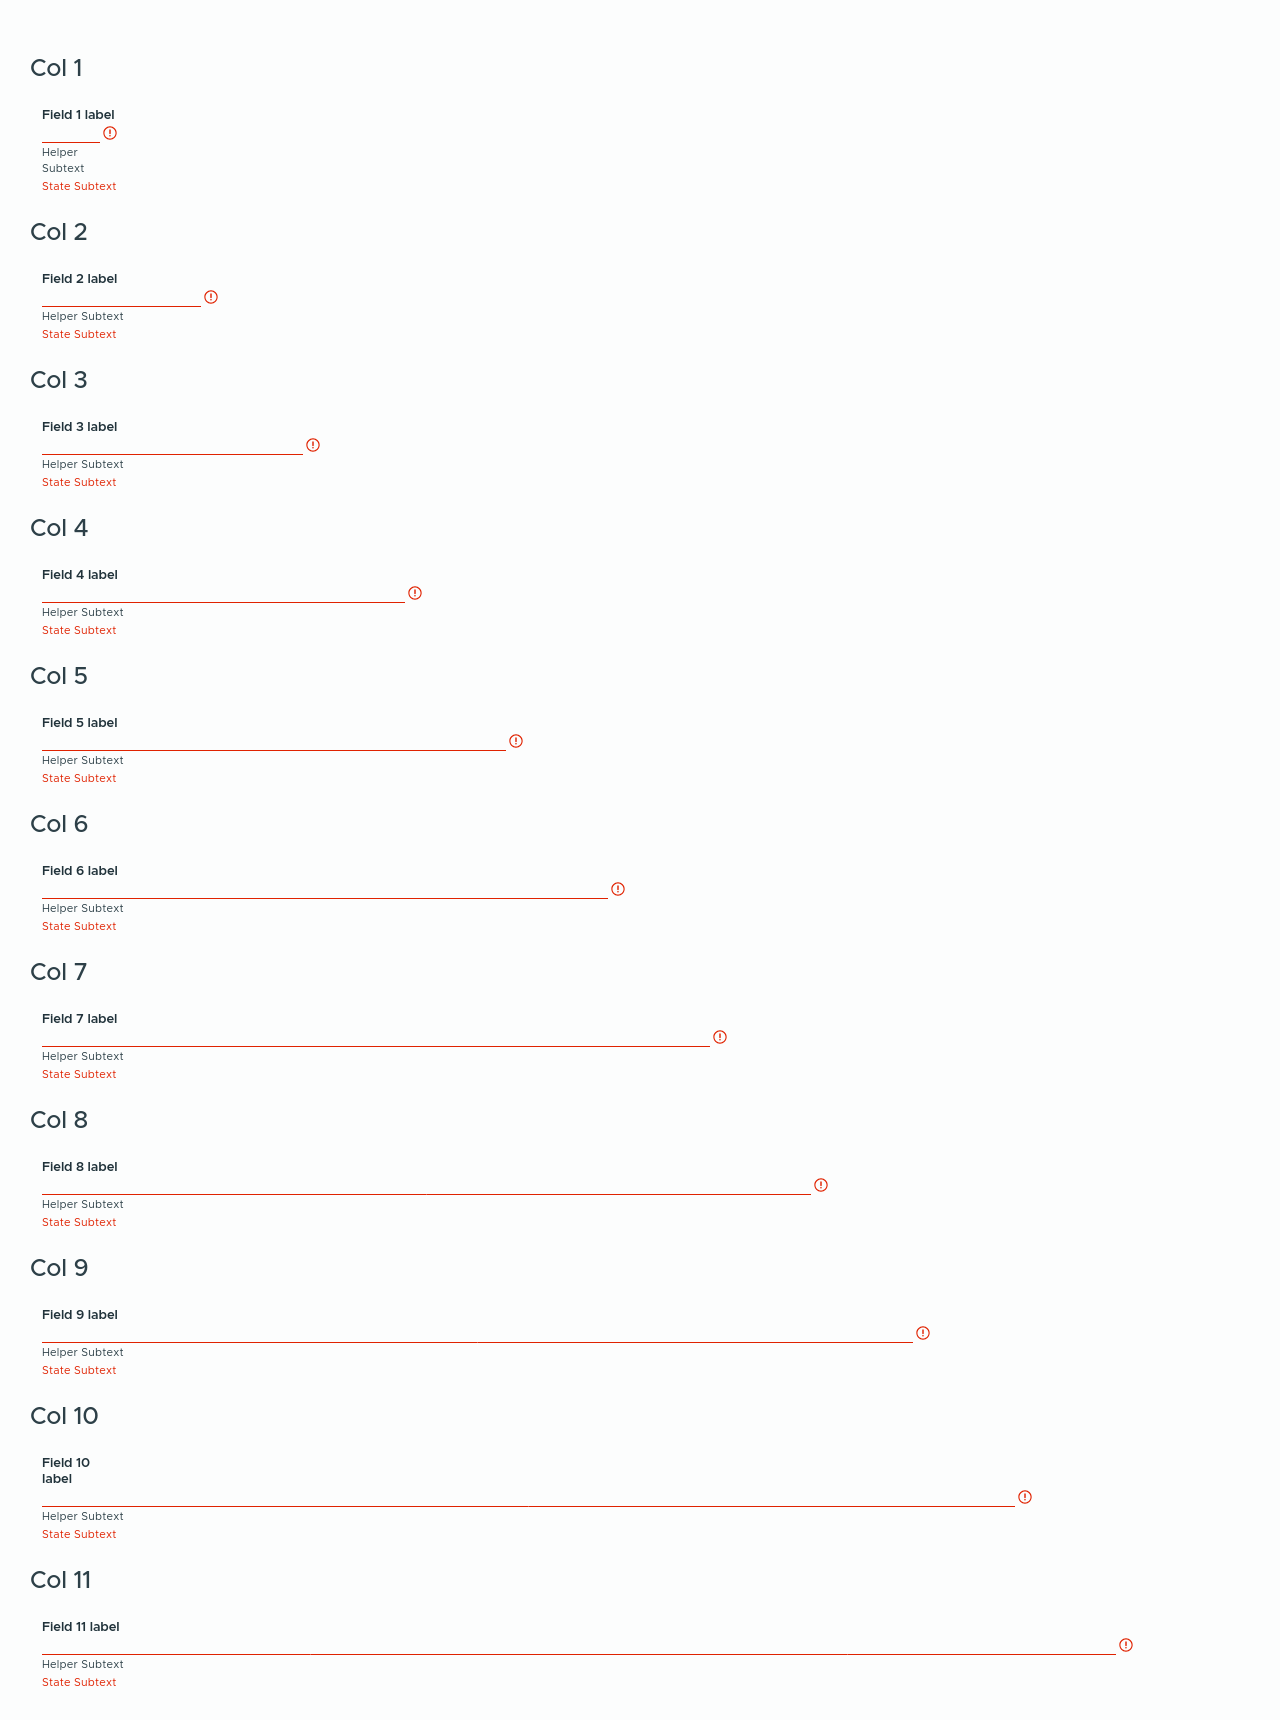 Col 1
Field 1 label
Helper
Subtext
State Subtext
Col 2
Field 2 label
Helper Subtext
State Subtext
Col 3
Field 3 label
Helper Subtext
State Subtext
Col 4
Field 4 label
Helper Subtext
State Subtext
Col 5
Field 5 label
Helper Subtext
State Subtext
Col 6
Field 6 label
Helper Subtext
State Subtext
Col 7
Field 7 label
Helper Subtext
State Subtext
Col 8
Field 8 label
Helper Subtext
State Subtext
Col 9
Field 9 label
Helper Subtext
State Subtext
Col 10
Field 10
label
Helper Subtext
State Subtext
Col 11
Field 11 label
Helper Subtext
State Subtext